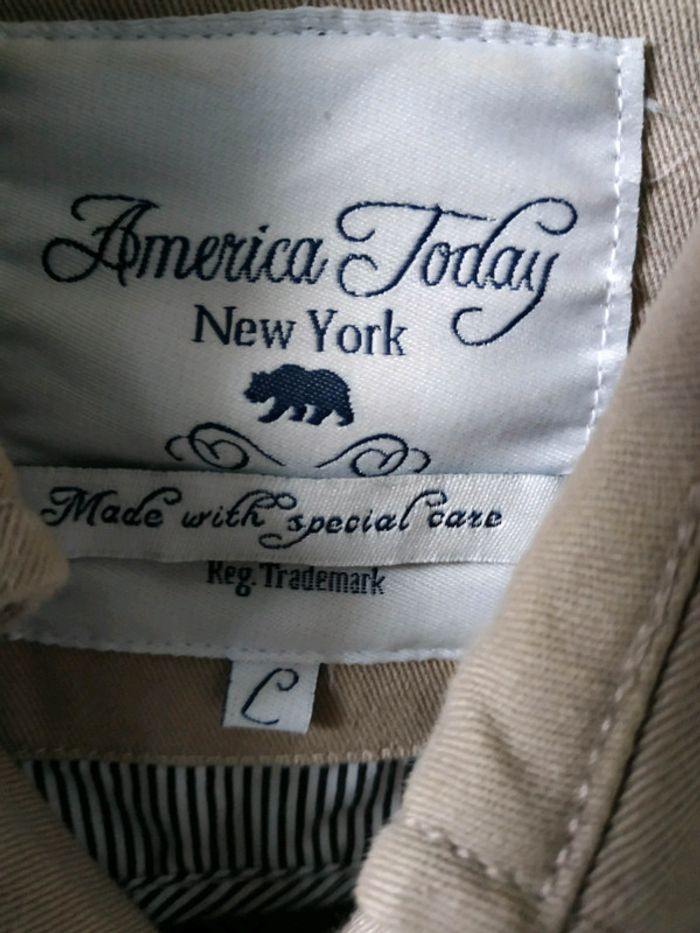 America Today
New York
Made with special care
Reg. Trademark
L